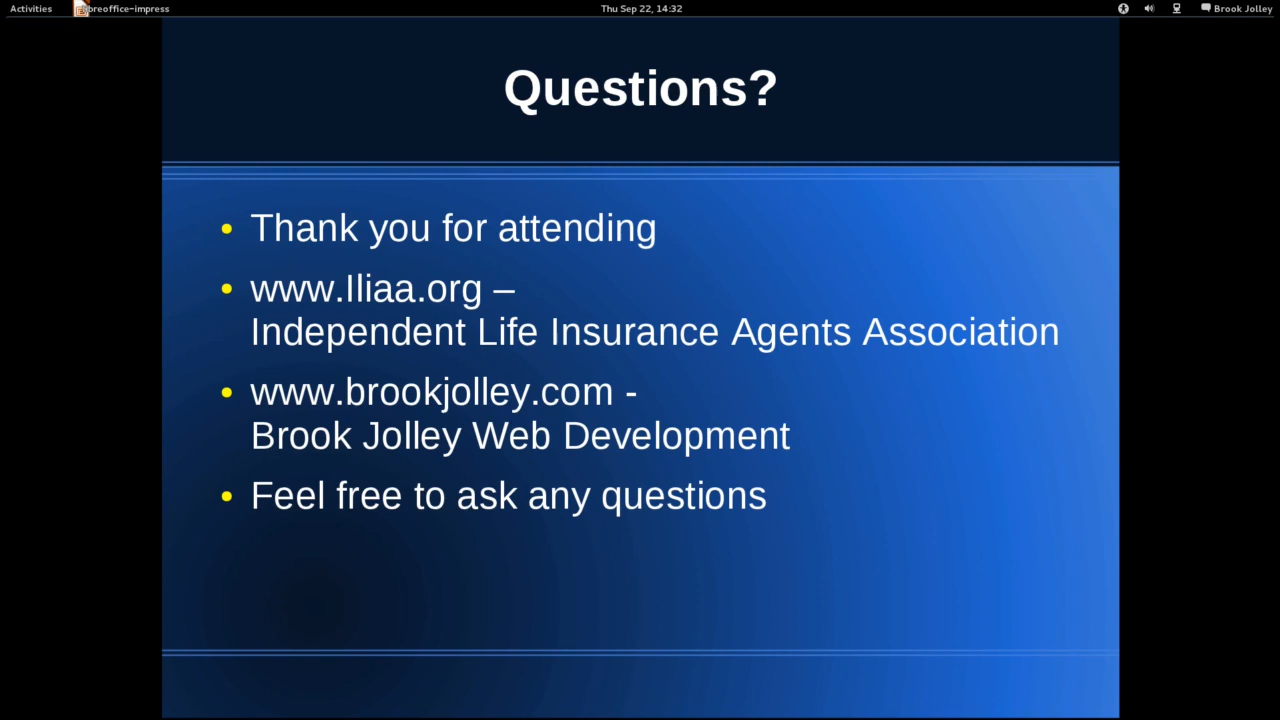 Activities breoffice-impress Thu Sep 22, 14:32 Brook Jolley
Questions?
Thank you for attending
www.Iliaa.org –
Independent Life Insurance Agents Association
www.brookjolley.com -
Brook Jolley Web Development
Feel free to ask any questions